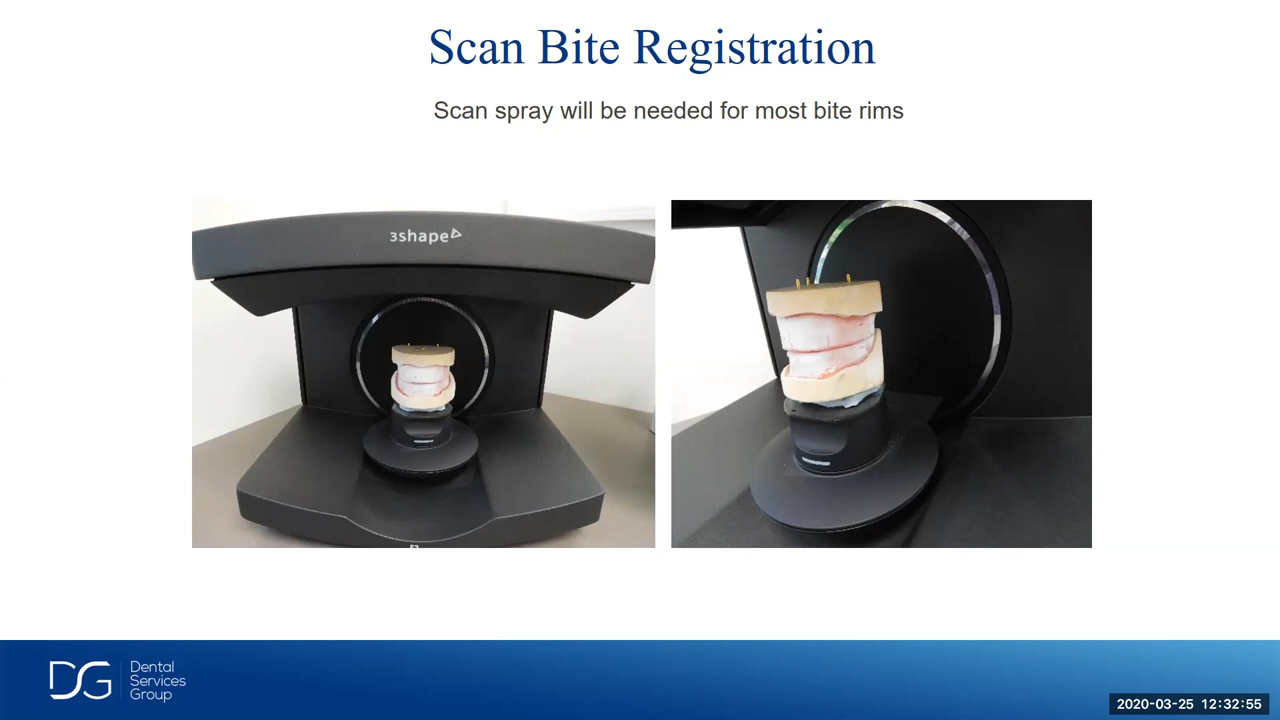 Scan Bite Registration
Scan spray will be needed for most bite rims
3shape
DG
Dental
Services
Group
2020-03-25 12:32:55